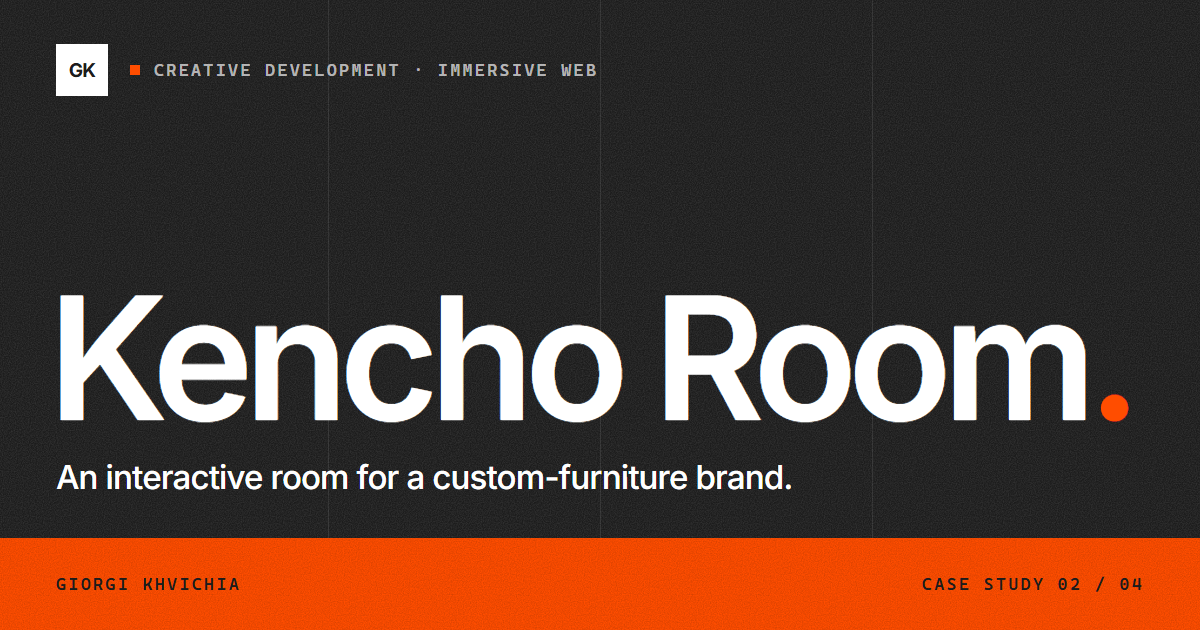 GK
CREATIVE DEVELOPMENT · IMMERSIVE WEB
Kencho Room.
An interactive room for a custom-furniture brand.
GIORGI KHVICHIA
CASE STUDY 02 / 04